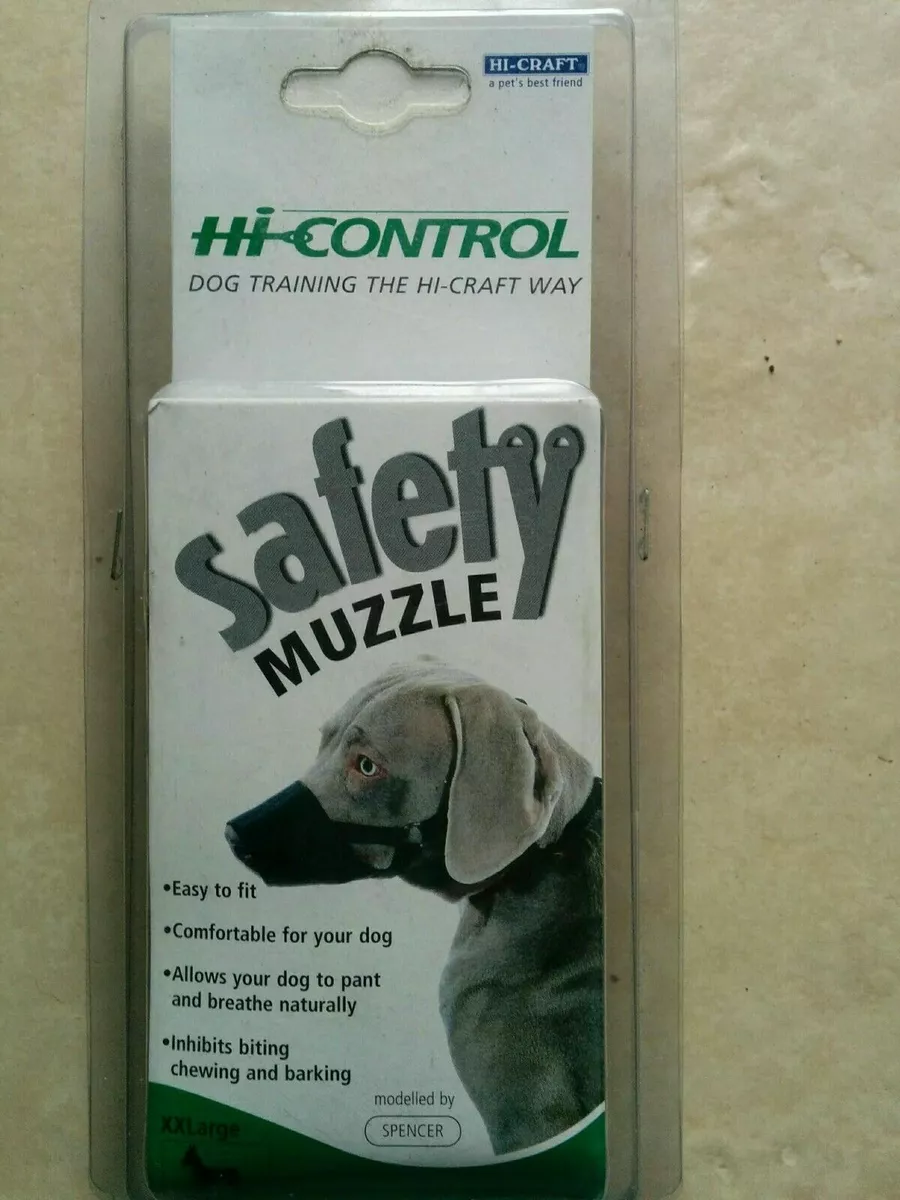 HI-CRAFT
a pet's best friend
Hi-CONTROL
DOG TRAINING THE HI-CRAFT WAY
safety
MUZZLE
•Easy to fit
•Comfortable for your dog
•Allows your dog to pant
and breathe naturally
•Inhibits biting
chewing and barking
modelled by
SPENCER
XXLarge